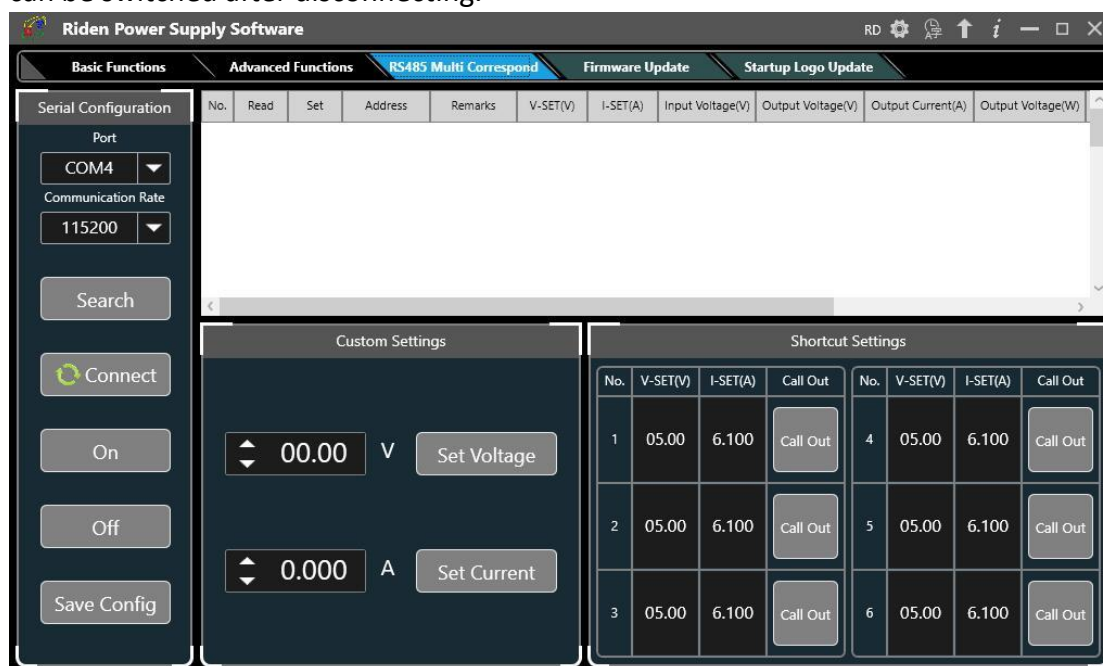 can be switched after disconnecting.
Riden Power Supply Software RD i
Basic Functions Advanced Functions RS485 Multi Correspond Firmware Update Startup Logo Update
Serial Configuration
Port
COM4
Communication Rate
115200
Search
Connect
On
Off
Save Config
No. Read Set Address Remarks V-SET(V) I-SET(A) Input Voltage(V) Output Voltage(V) Output Current(A) Output Voltage(W)
Custom Settings
00.00 V Set Voltage
0.000 A Set Current
Shortcut Settings
No. V-SET(V) I-SET(A) Call Out No. V-SET(V) I-SET(A) Call Out
1 05.00 6.100 Call Out 4 05.00 6.100 Call Out
2 05.00 6.100 Call Out 5 05.00 6.100 Call Out
3 05.00 6.100 Call Out 6 05.00 6.100 Call Out